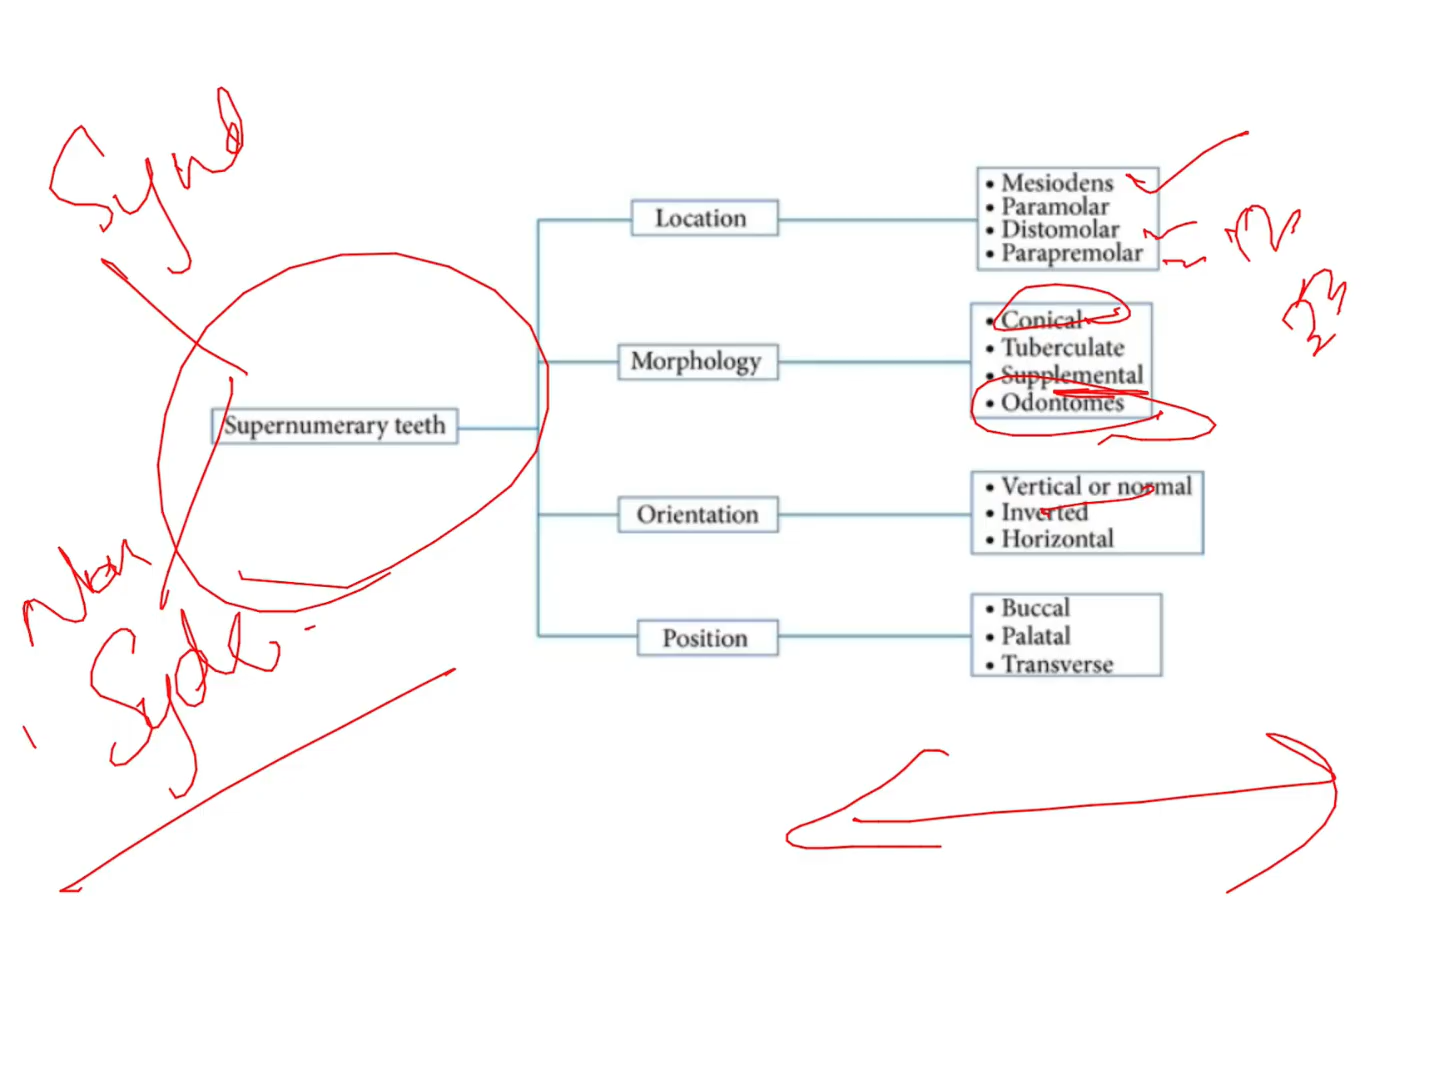 Synd
Location
• Mesiodens
• Paramolar
• Distomolar
• Parapremolar
Morphology
• Conical
• Tuberculate
• Supplemental
• Odontomes
Supernumerary teeth
Orientation
• Vertical or normal
• Inverted
• Horizontal
Non
Position
• Buccal
• Palatal
• Transverse